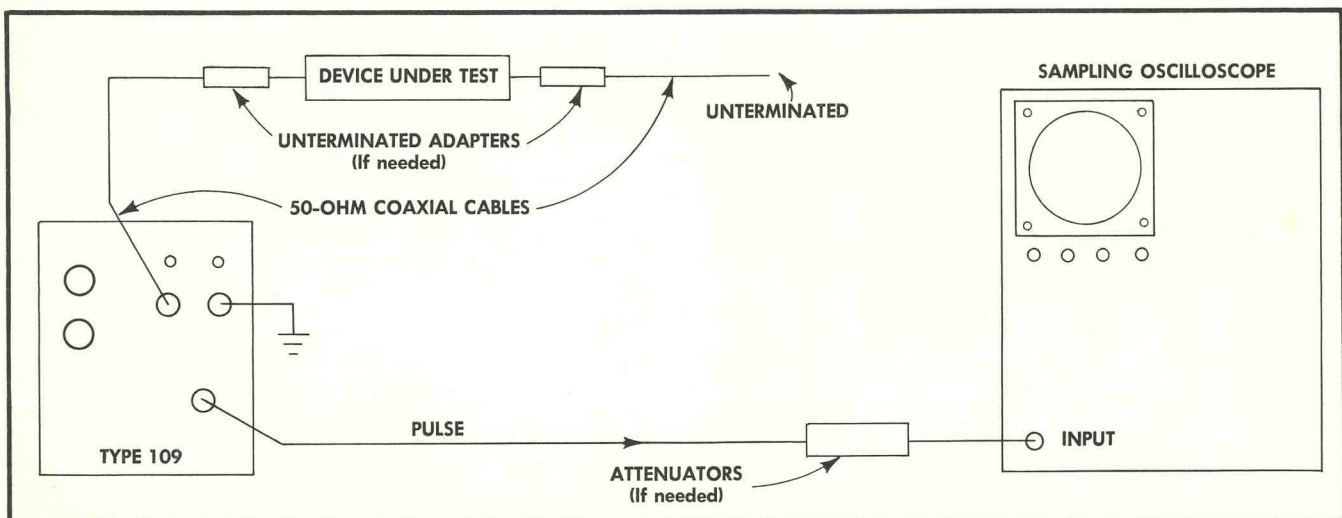 DEVICE UNDER TEST
SAMPLING OSCILLOSCOPE
UNTERMINATED
UNTERMINATED ADAPTERS
(If needed)
50-OHM COAXIAL CABLES
PULSE
INPUT
TYPE 109
ATTENUATORS
(If needed)